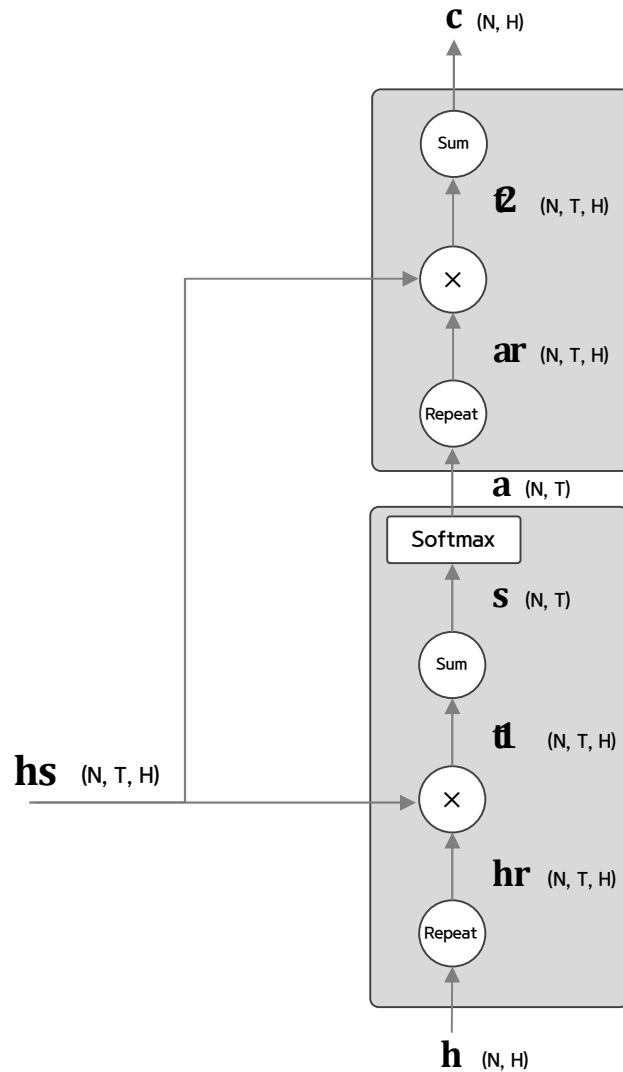 c (N, H)
Sum
t2 (N, T, H)
×
ar (N, T, H)
Repeat
a (N, T)
Softmax
s (N, T)
Sum
t1 (N, T, H)
hs (N, T, H)
×
hr (N, T, H)
Repeat
h (N, H)